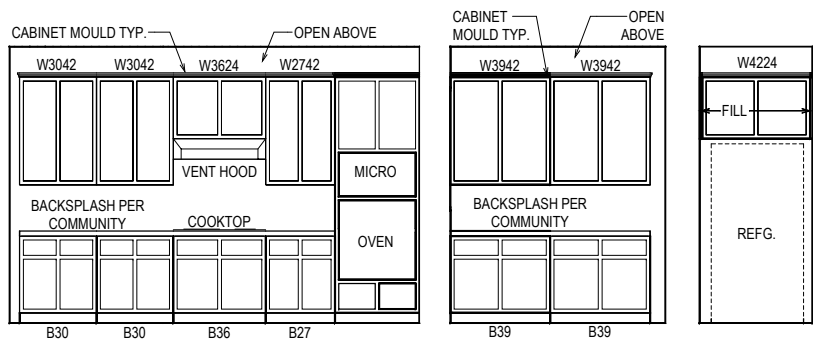 CABINET MOULD TYP.
OPEN ABOVE
W3042
W3042
W3624
W2742
VENT HOOD
MICRO
BACKSPLASH PER
COMMUNITY
COOKTOP
OVEN
B30
B30
B36
B27
CABINET
MOULD TYP.
OPEN
ABOVE
W3942
W3942
BACKSPLASH PER
COMMUNITY
B39
B39
W4224
FILL
REFG.